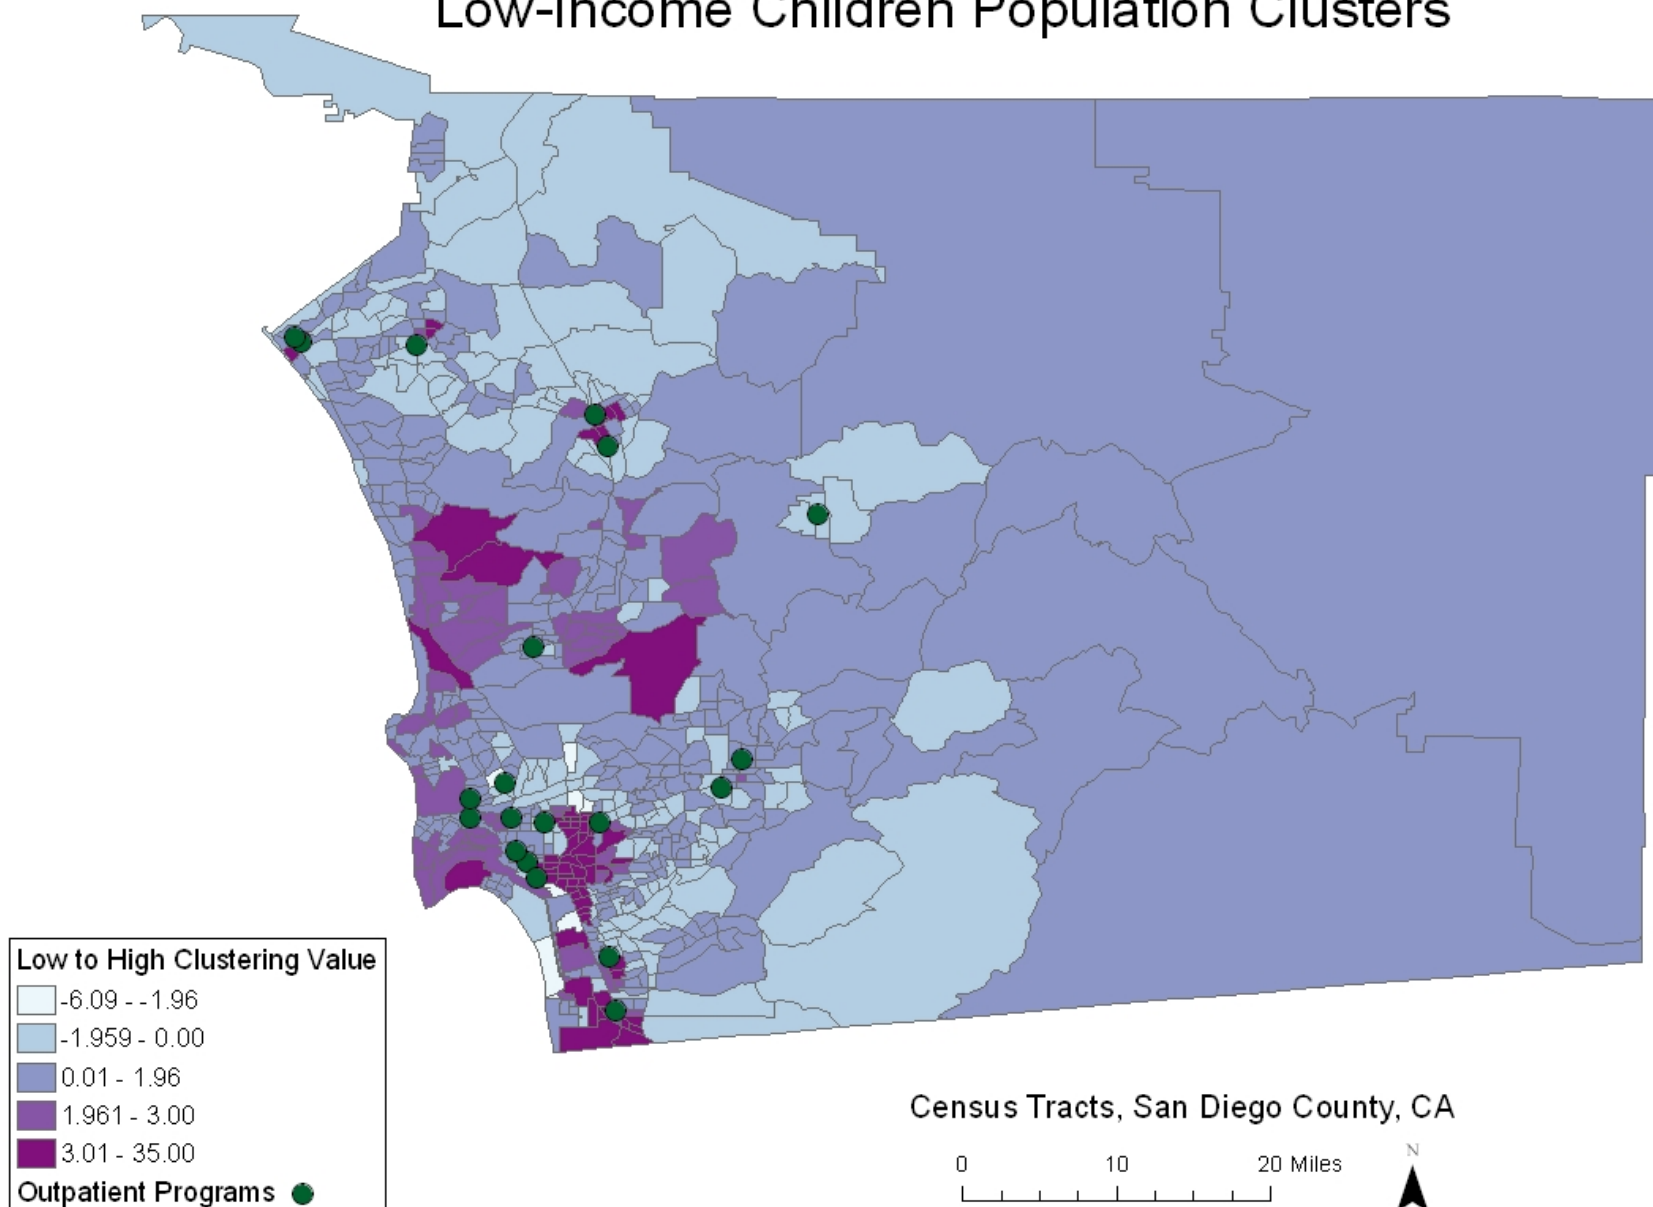 Low-Income Children Population Clusters
Low to High Clustering Value
-6.09 - -1.96
-1.959 - 0.00
0.01 - 1.96
1.961 - 3.00
3.01 - 35.00
Outpatient Programs
Census Tracts, San Diego County, CA
0 10 20 Miles
N